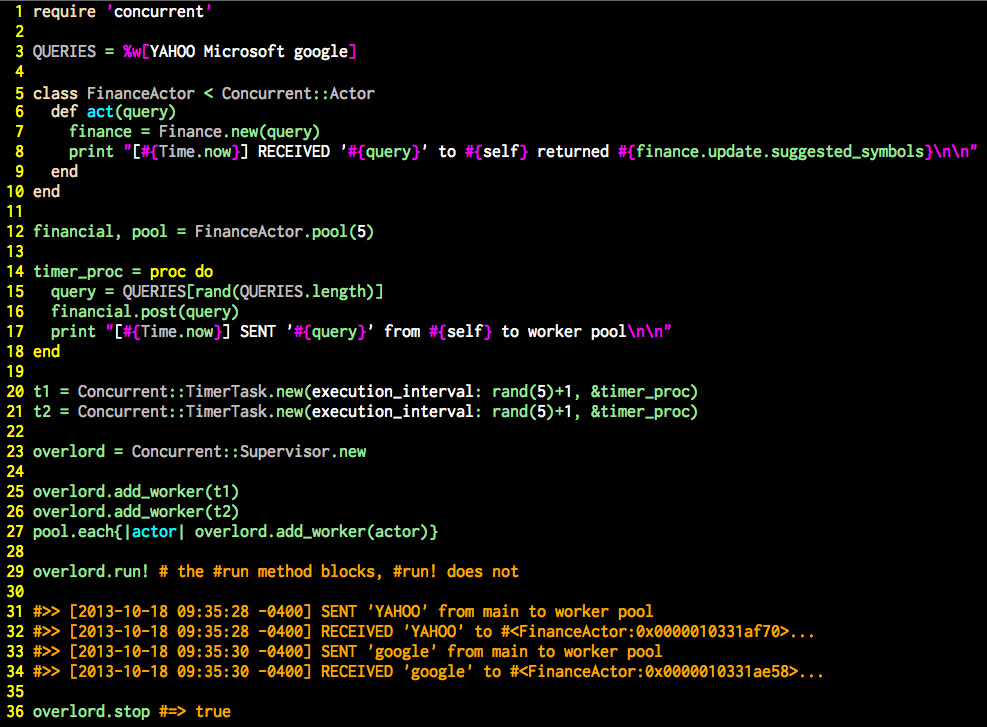 1 require 'concurrent'
2
3 QUERIES = %w[YAHOO Microsoft google]
4
5 class FinanceActor < Concurrent::Actor
6   def act(query)
7     finance = Finance.new(query)
8     print "[#{Time.now}] RECEIVED '#{query}' to #{self} returned #{finance.update.suggested_symbols}\n\n"
9   end
10 end
11
12 financial, pool = FinanceActor.pool(5)
13
14 timer_proc = proc do
15   query = QUERIES[rand(QUERIES.length)]
16   financial.post(query)
17   print "[#{Time.now}] SENT '#{query}' from #{self} to worker pool\n\n"
18 end
19
20 t1 = Concurrent::TimerTask.new(execution_interval: rand(5)+1, &timer_proc)
21 t2 = Concurrent::TimerTask.new(execution_interval: rand(5)+1, &timer_proc)
22
23 overlord = Concurrent::Supervisor.new
24
25 overlord.add_worker(t1)
26 overlord.add_worker(t2)
27 pool.each{|actor| overlord.add_worker(actor)}
28
29 overlord.run! # the #run method blocks, #run! does not
30
31 #>> [2013-10-18 09:35:28 -0400] SENT 'YAHOO' from main to worker pool
32 #>> [2013-10-18 09:35:28 -0400] RECEIVED 'YAHOO' to #<FinanceActor:0x0000010331af70>...
33 #>> [2013-10-18 09:35:30 -0400] SENT 'google' from main to worker pool
34 #>> [2013-10-18 09:35:30 -0400] RECEIVED 'google' to #<FinanceActor:0x0000010331ae58>...
35
36 overlord.stop #=> true